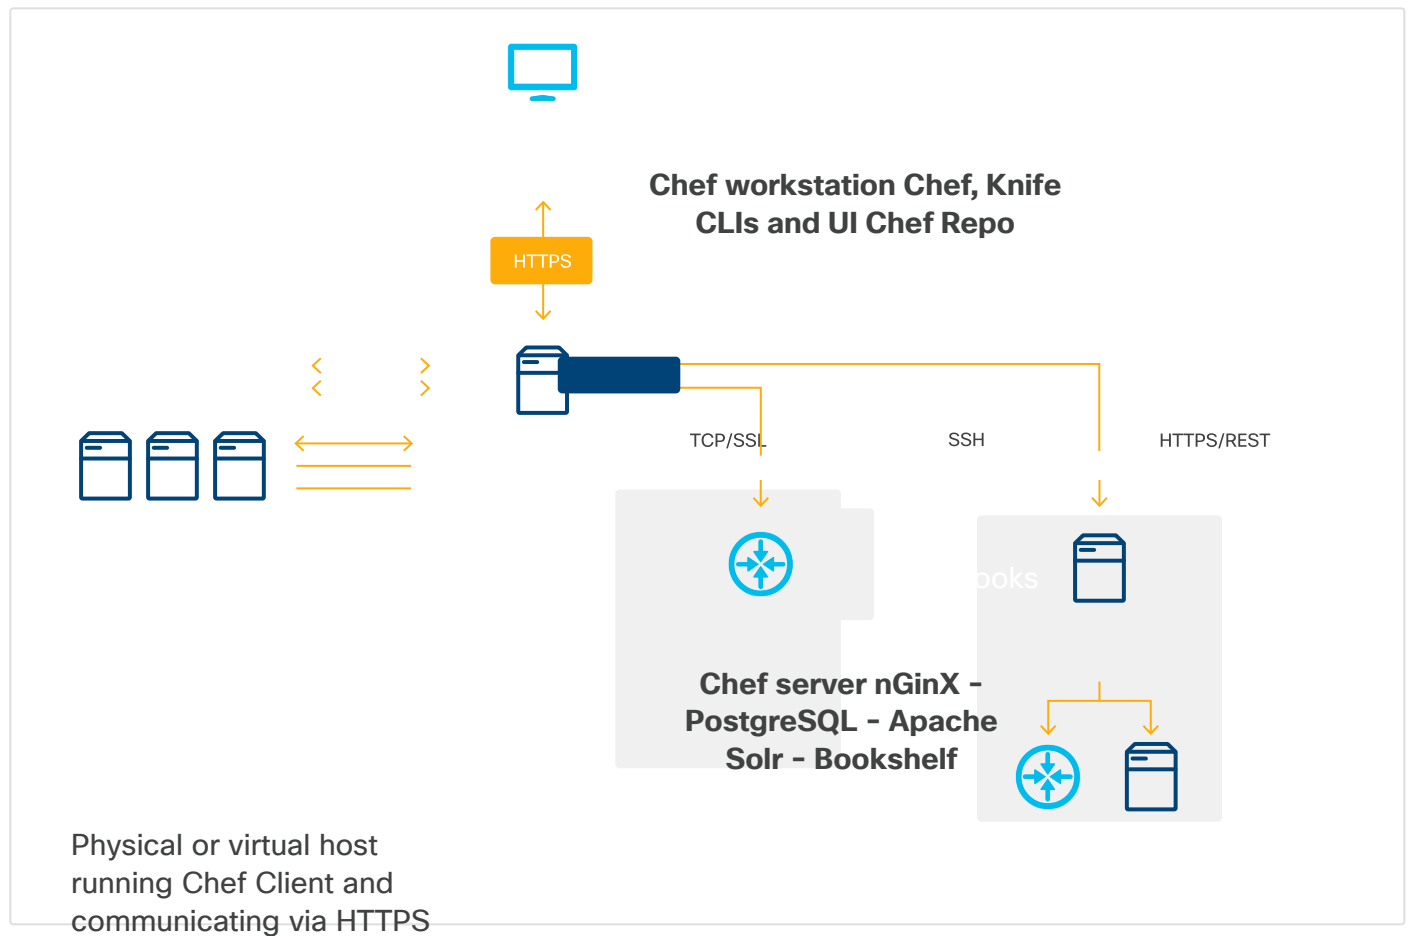 Chef workstation Chef, Knife
CLIs and UI Chef Repo
HTTPS
TCP/SSL
SSH
HTTPS/REST
ooks
Chef server nGinX -
PostgreSQL - Apache
Solr - Bookshelf
Physical or virtual host
running Chef Client and
communicating via HTTPS